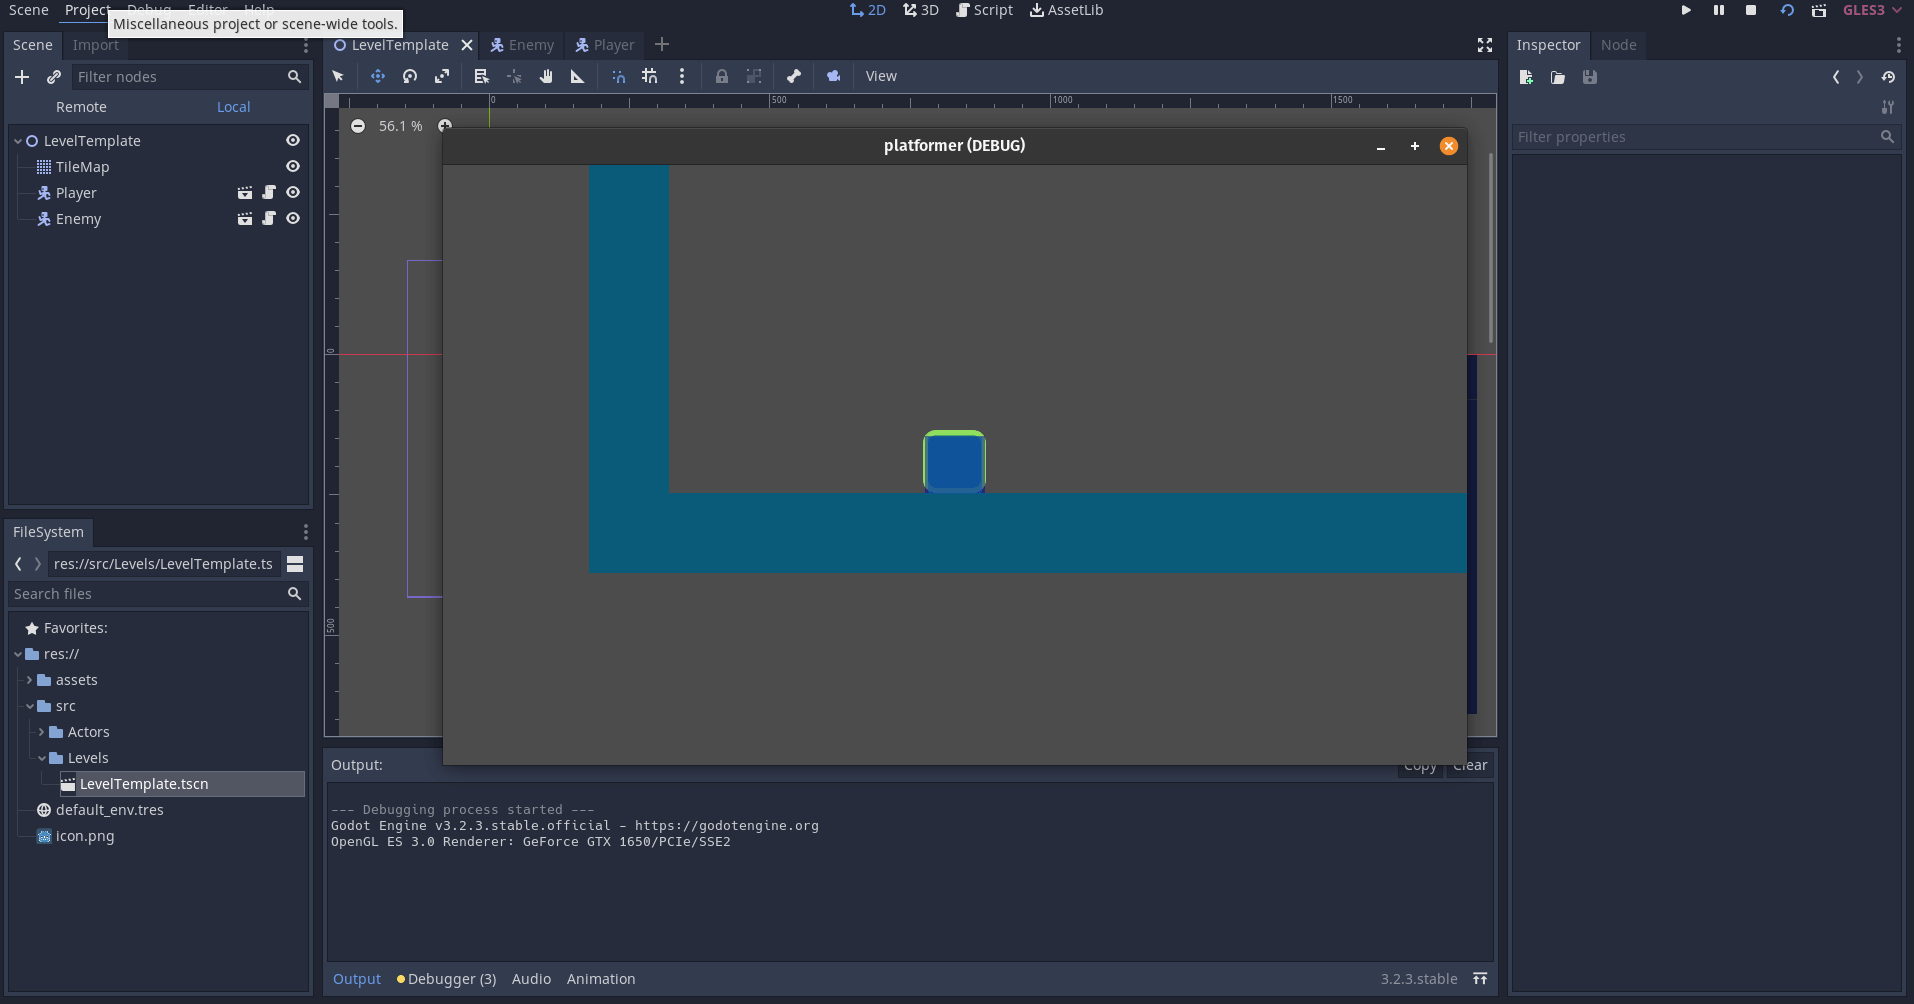 Scene Project Debug Editor Help
Miscellaneous project or scene-wide tools.
2D 3D Script AssetLib
GLES3
Scene Import
LevelTemplate Enemy Player
Inspector Node
Filter nodes
View
Remote Local
56.1 %
0 500 1000 1500
Filter properties
LevelTemplate
TileMap
Player
Enemy
platformer (DEBUG)
0
500
FileSystem
res://src/Levels/LevelTemplate.ts
Search files
Favorites:
res://
assets
src
Actors
Levels
LevelTemplate.tscn
default_env.tres
icon.png
Output:
Copy Clear
--- Debugging process started ---
Godot Engine v3.2.3.stable.official - https://godotengine.org
OpenGL ES 3.0 Renderer: GeForce GTX 1650/PCIe/SSE2
Output Debugger (3) Audio Animation
3.2.3.stable